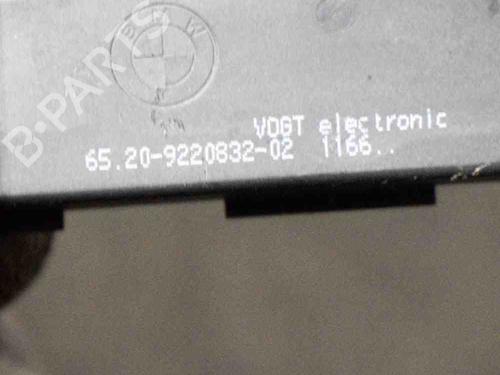 BMW
B-PARTS
VOGT electronic
65.20-9220832-02 1166..